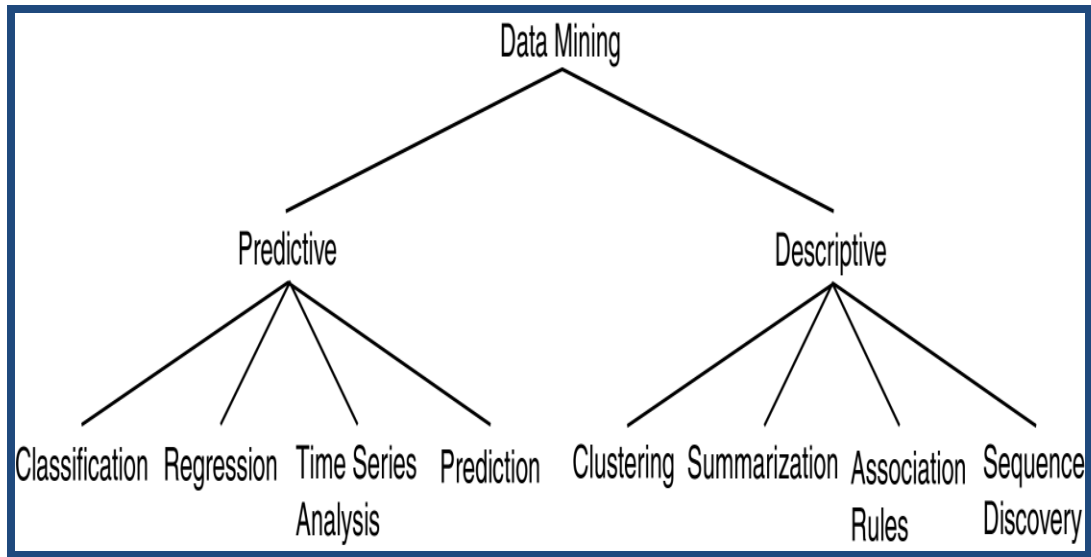 Data Mining
Predictive
Descriptive
Classification
Regression
Time Series
Analysis
Prediction
Clustering
Summarization
Association
Rules
Sequence
Discovery